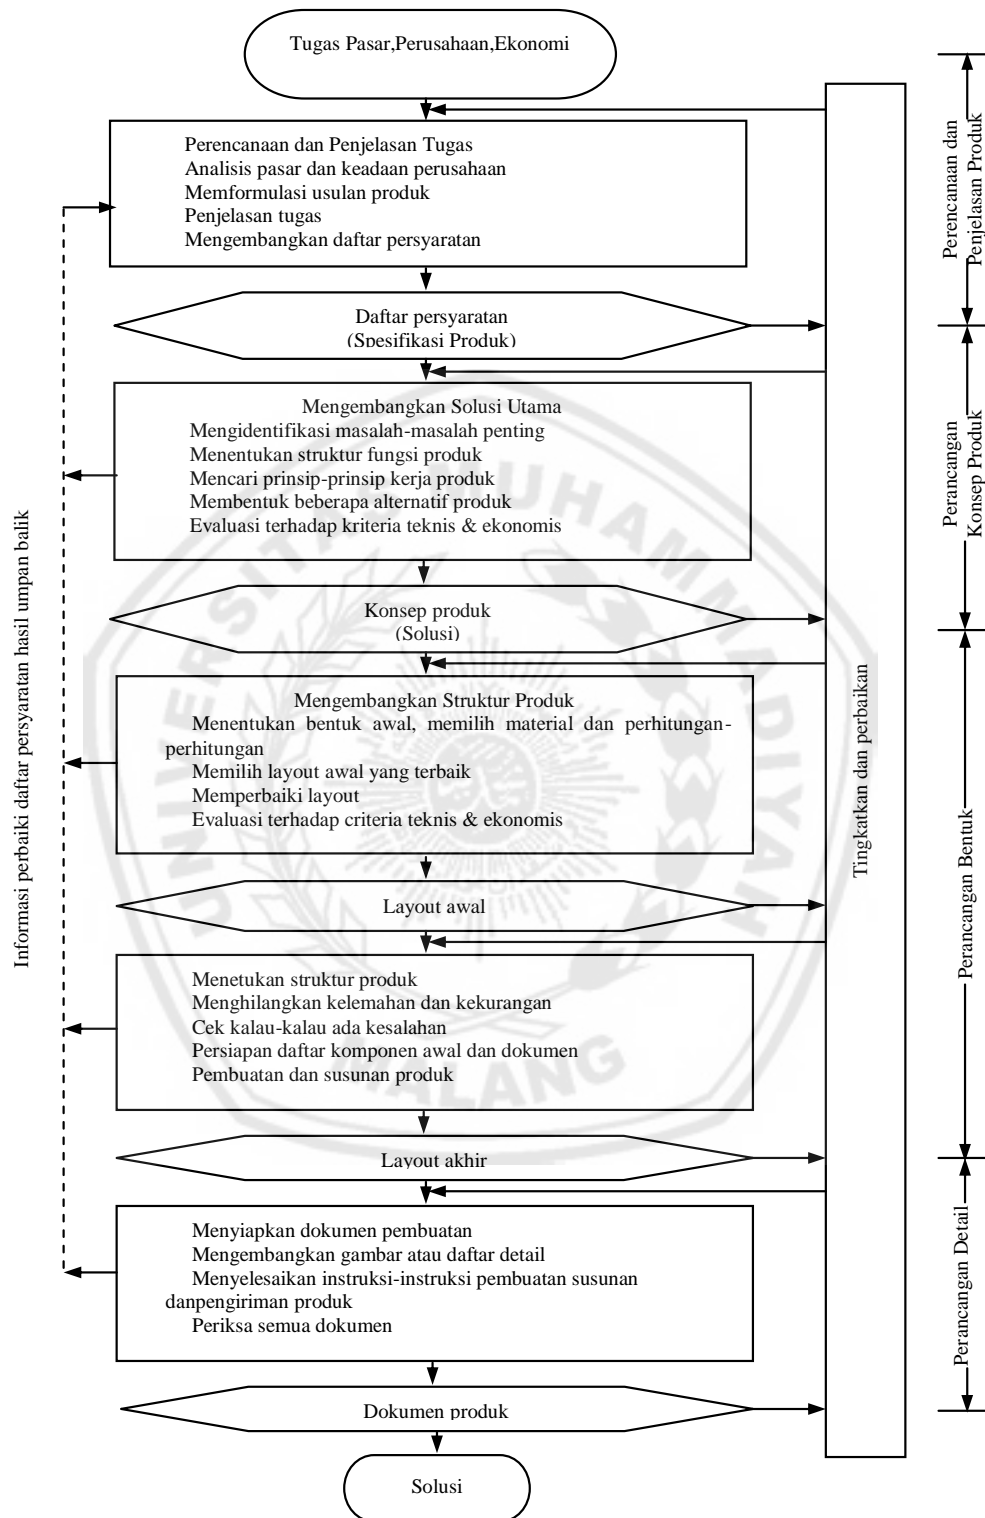 Tugas Pasar,Perusahaan,Ekonomi
Perencanaan dan Penjelasan Tugas
Analisis pasar dan keadaan perusahaan
Memformulasi usulan produk
Penjelasan tugas
Mengembangkan daftar persyaratan
Daftar persyaratan
(Spesifikasi Produk)
Mengembangkan Solusi Utama
Mengidentifikasi masalah-masalah penting
Menentukan struktur fungsi produk
Mencari prinsip-prinsip kerja produk
Membentuk beberapa alternatif produk
Evaluasi terhadap kriteria teknis & ekonomis
Konsep produk
(Solusi)
Mengembangkan Struktur Produk
Menentukan bentuk awal, memilih material dan perhitungan-
perhitungan
Memilih layout awal yang terbaik
Memperbaiki layout
Evaluasi terhadap criteria teknis & ekonomis
Layout awal
Menetukan struktur produk
Menghilangkan kelemahan dan kekurangan
Cek kalau-kalau ada kesalahan
Persiapan daftar komponen awal dan dokumen
Pembuatan dan susunan produk
Layout akhir
Menyiapkan dokumen pembuatan
Mengembangkan gambar atau daftar detail
Menyelesaikan instruksi-instruksi pembuatan susunan
danpengiriman produk
Periksa semua dokumen
Dokumen produk
Solusi
Informasi perbaiki daftar persyaratan hasil umpan balik
Tingkatkan dan perbaikan
Perencanaan dan
Penjelasan Produk
Perancangan
Konsep Produk
Perancangan Bentuk
Perancangan Detail
UNIVERSITAS MUHAMMADIYAH
MALANG